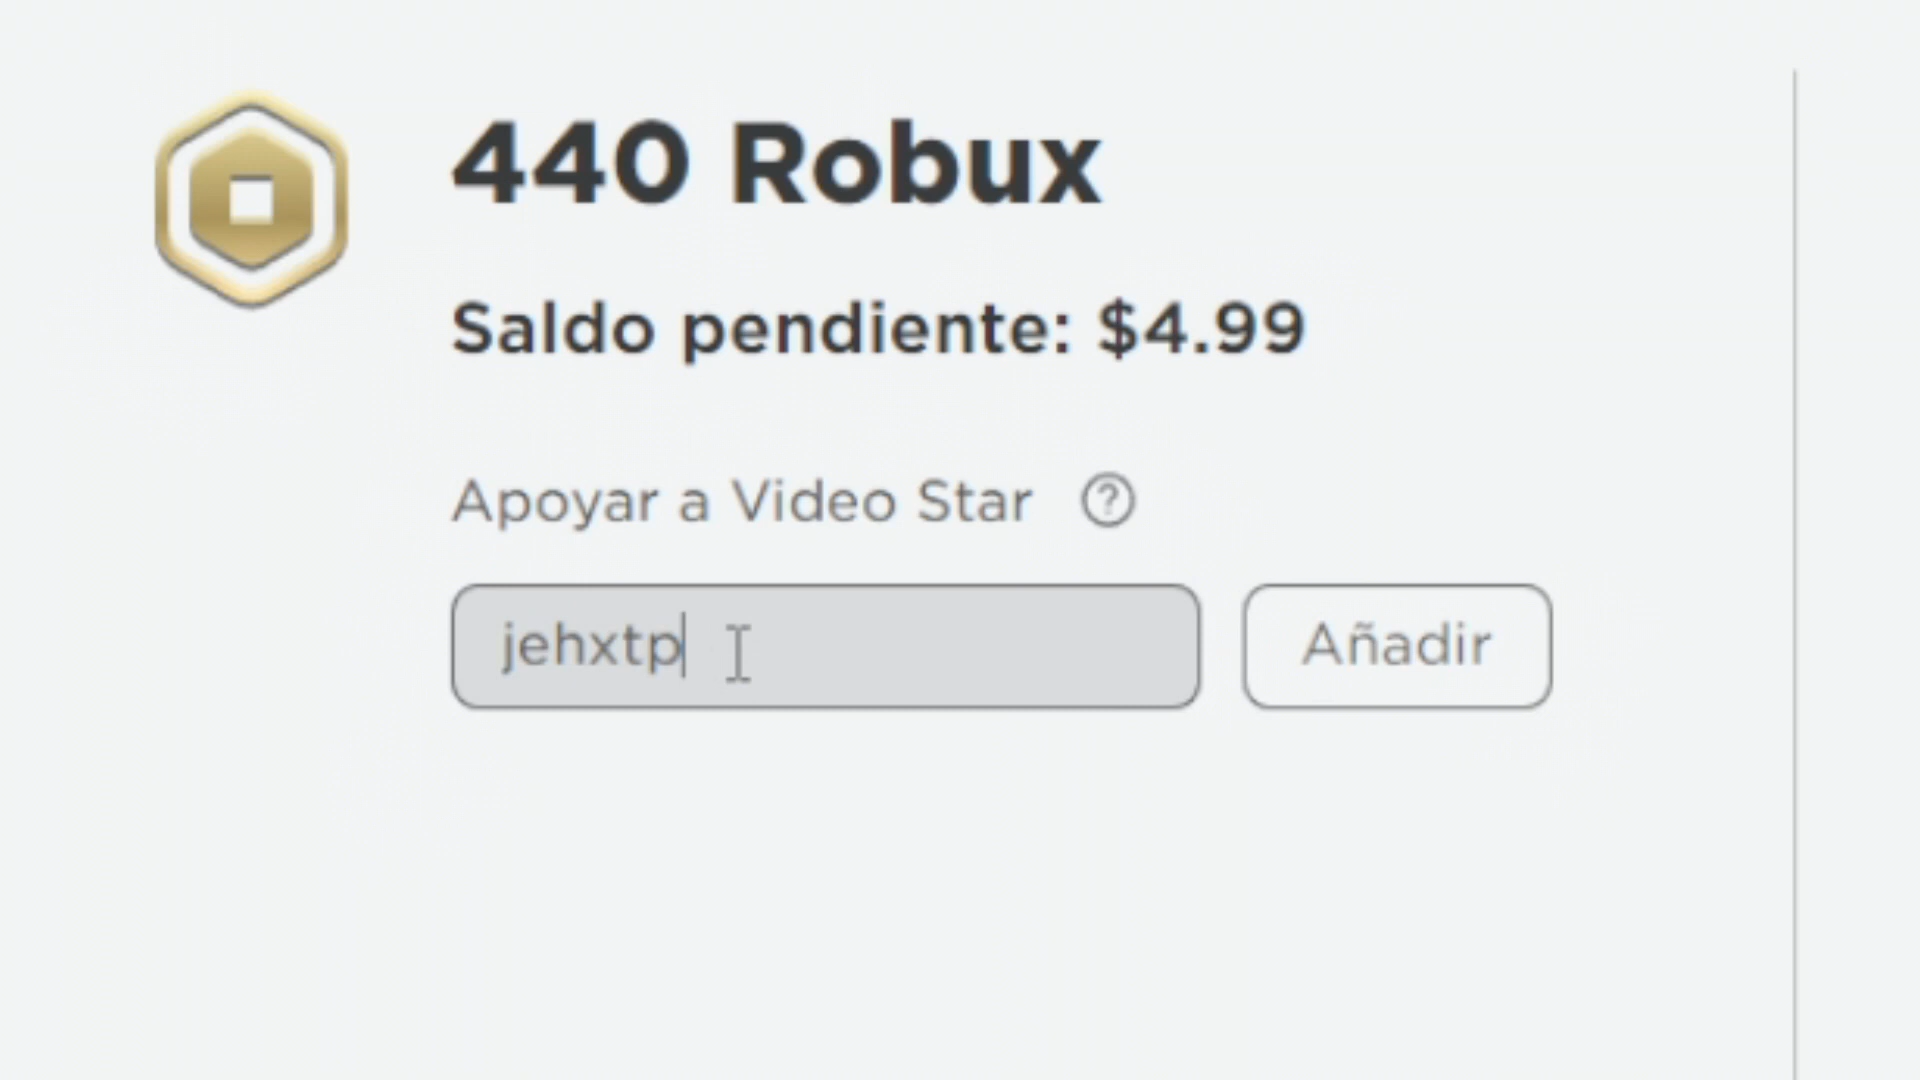 440 Robux
Saldo pendiente: $4.99
Apoyar a Video Star ?
jehxtp
Añadir